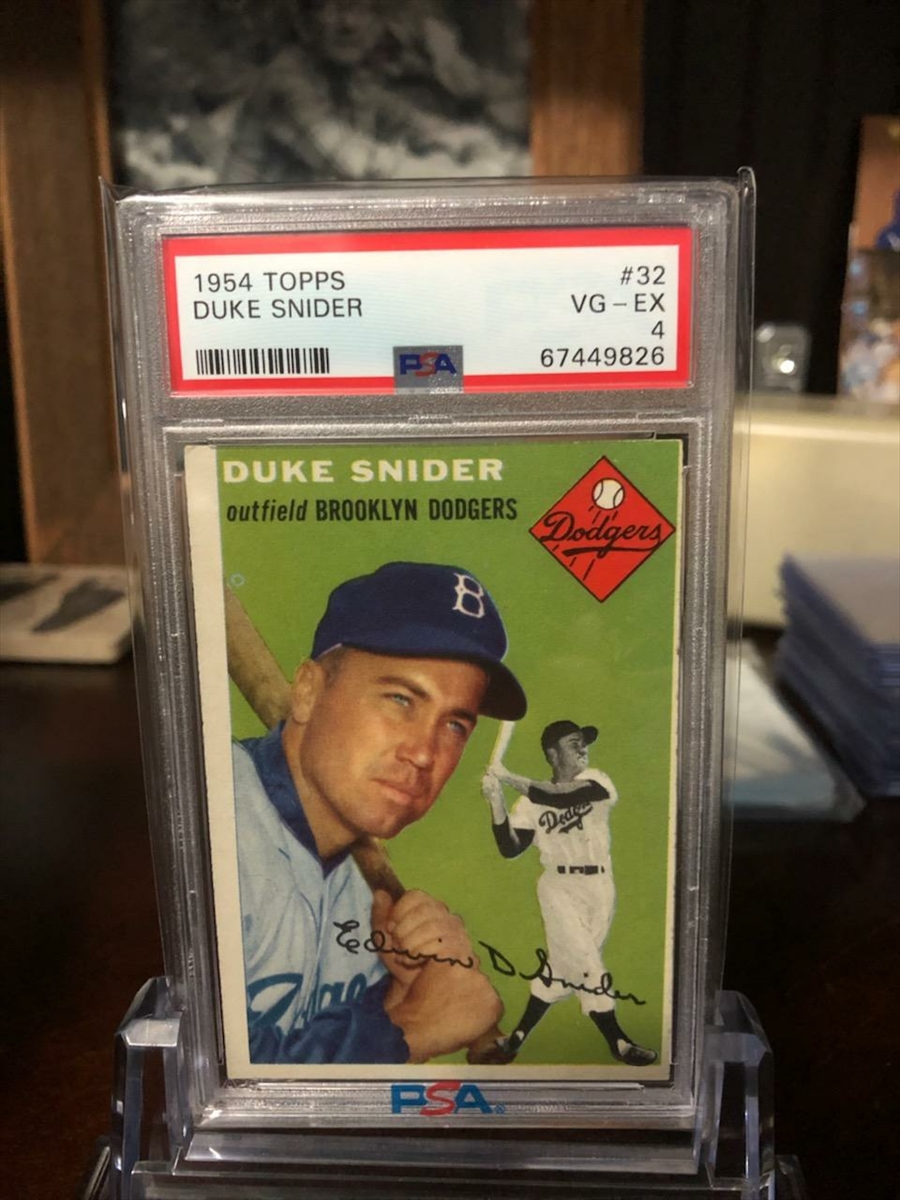 1954 TOPPS #32
DUKE SNIDER VG-EX
4
PSA 67449826
DUKE SNIDER
outfield BROOKLYN DODGERS
Dodgers
B
Dodge
Edwin D Snider
PSA